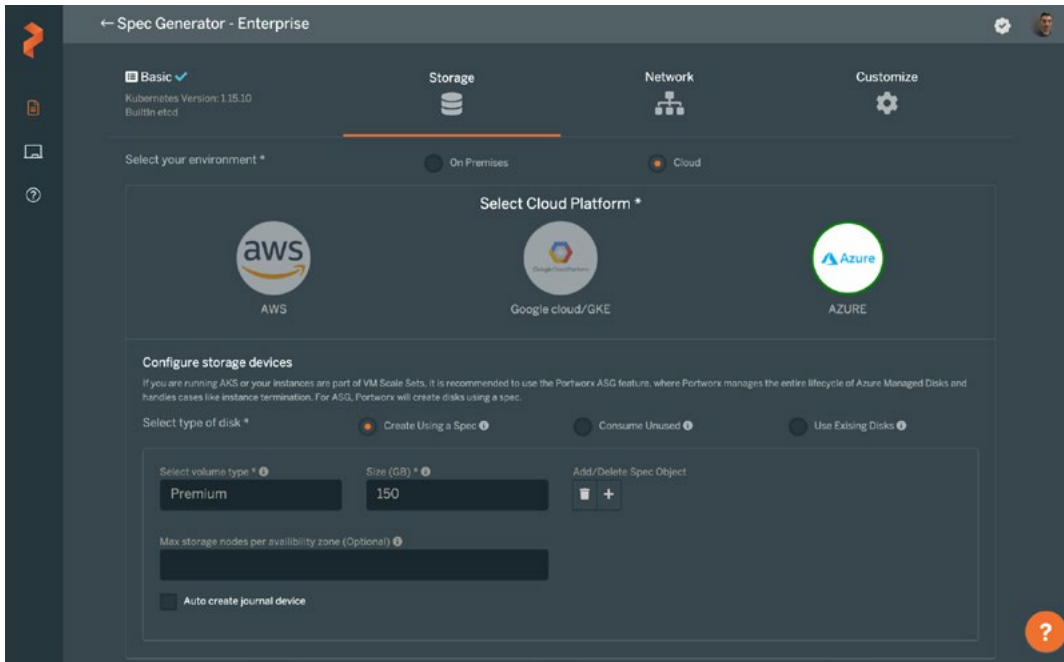 ← Spec Generator - Enterprise
Basic
Kubernetes Version: 1.15.10
Builtin etcd
Storage
Network
Customize
Select your environment *
On Premises
Cloud
Select Cloud Platform *
aws
Google Cloud Platform
Azure
AWS
Google cloud/GKE
AZURE
Configure storage devices
If you are running AKS or your instances are part of VM Scale Sets, it is recommended to use the Portworx ASG feature, where Portworx manages the entire lifecycle of Azure Managed Disks and
handles cases like instance termination. For ASG, Portworx will create disks using a spec.
Select type of disk *
Create Using a Spec
Consume Unused
Use Exising Disks
Select volume type *
Size (GB) *
Add/Delete Spec Object
Premium
150
+
Max storage nodes per availibility zone (Optional)
Auto create journal device
?